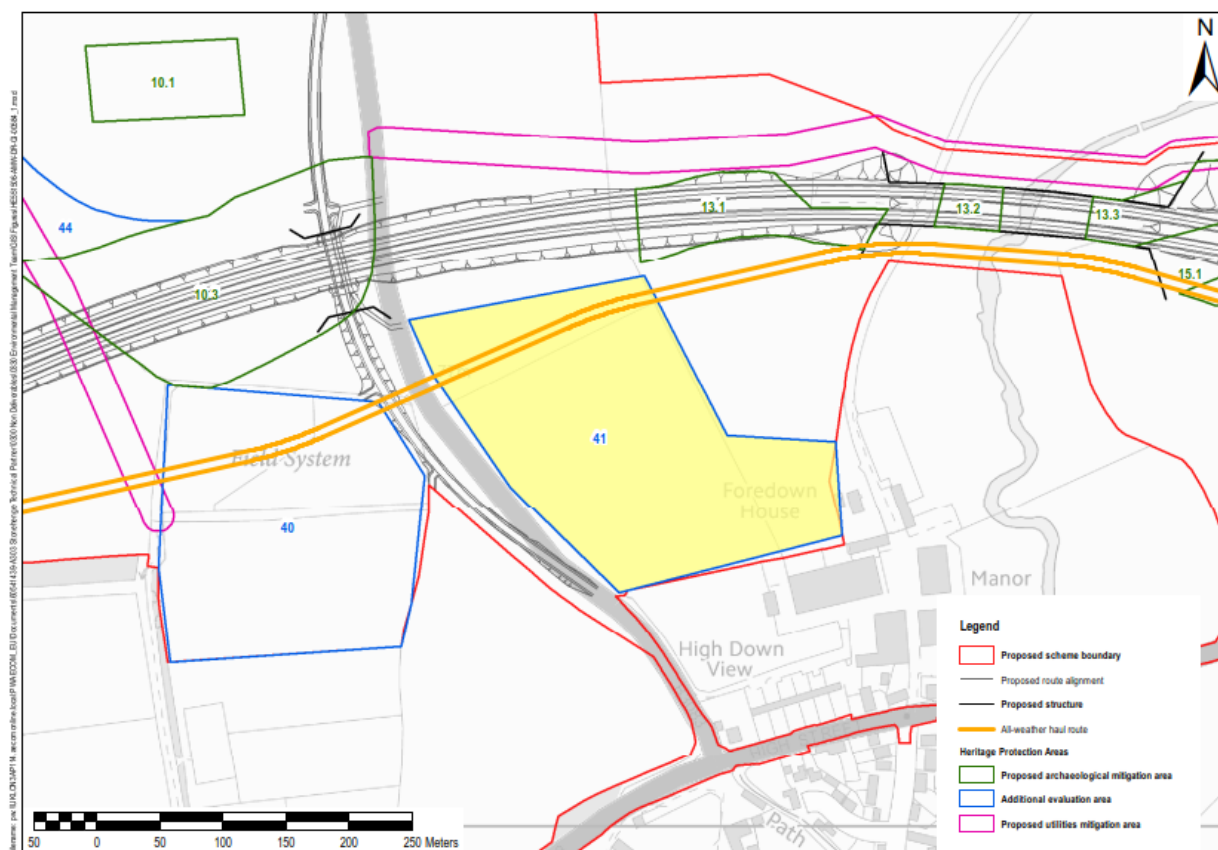 N
10.1
44
13.1
13.2
13.3
15.1
10.3
41
Field System
40
Foredown
House
Manor
High Down
View
Path
50 0 50 100 150 200 250 Meters
Legend
Proposed scheme boundary
Proposed route alignment
Proposed structure
All-weather haul route
Heritage Protection Areas
Proposed archaeological mitigation area
Additional evaluation area
Proposed utilities mitigation area